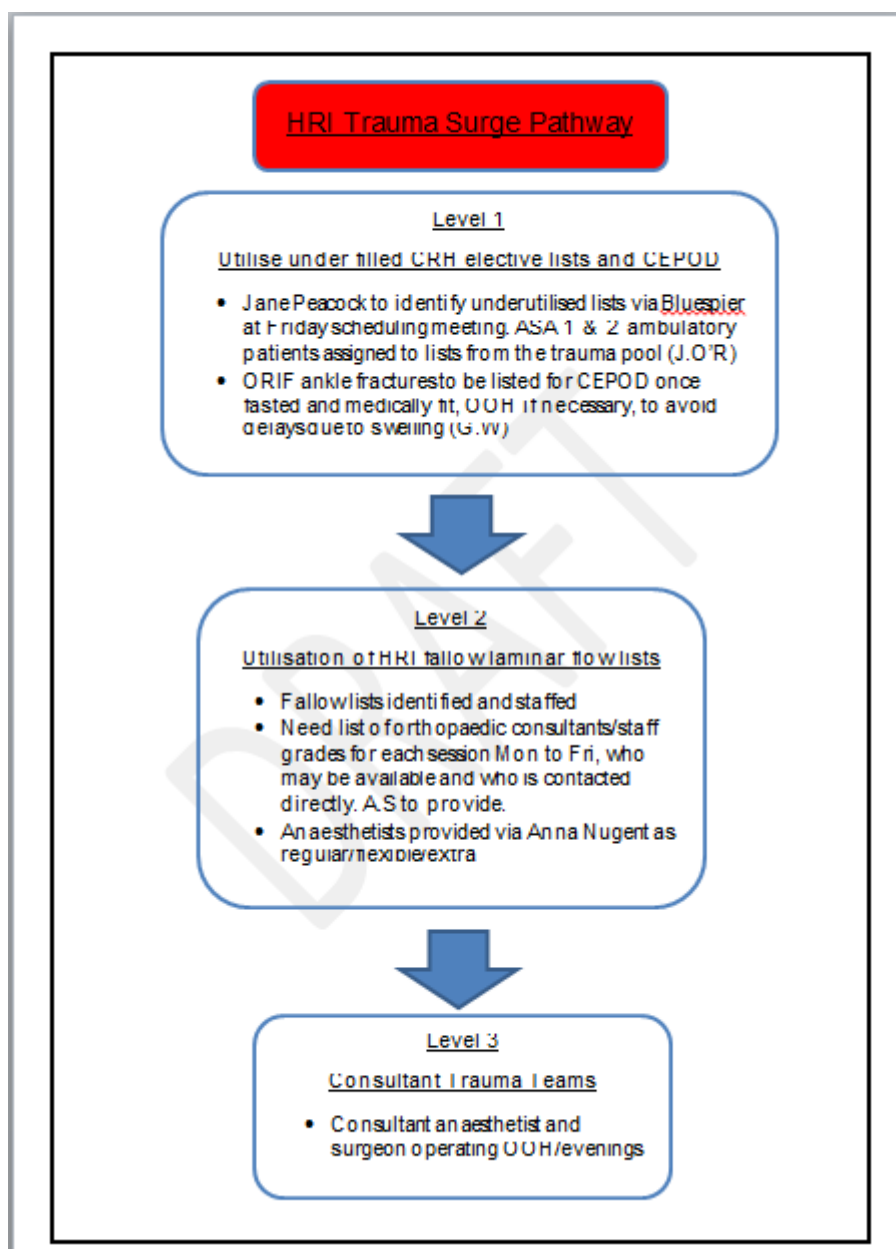 HRI Trauma Surge Pathway
Level 1
Utilise under filled CRH elective lists and CEPOD
• Jane Peacock to identify underutilised lists via Bluespier
at Friday scheduling meeting. ASA 1 & 2 ambulatory
patients assigned to lists from the trauma pool (J.O'R)
• ORIF ankle fractures to be listed for CEPOD once
fasted and medically fit, OOH if necessary, to avoid
delays due to swelling (G.W)
Level 2
Utilisation of HRI fallow laminar flow lists
• Fallow lists identified and staffed
• Need list of orthopaedic consultants/staff
grades for each session Mon to Fri, who
may be available and who is contacted
directly. A.S to provide.
• Anaesthetists provided via Anna Nugent as
regular/flexible/extra
Level 3
Consultant Trauma Teams
• Consultant anaesthetist and
surgeon operating OOH/evenings
DRAFT